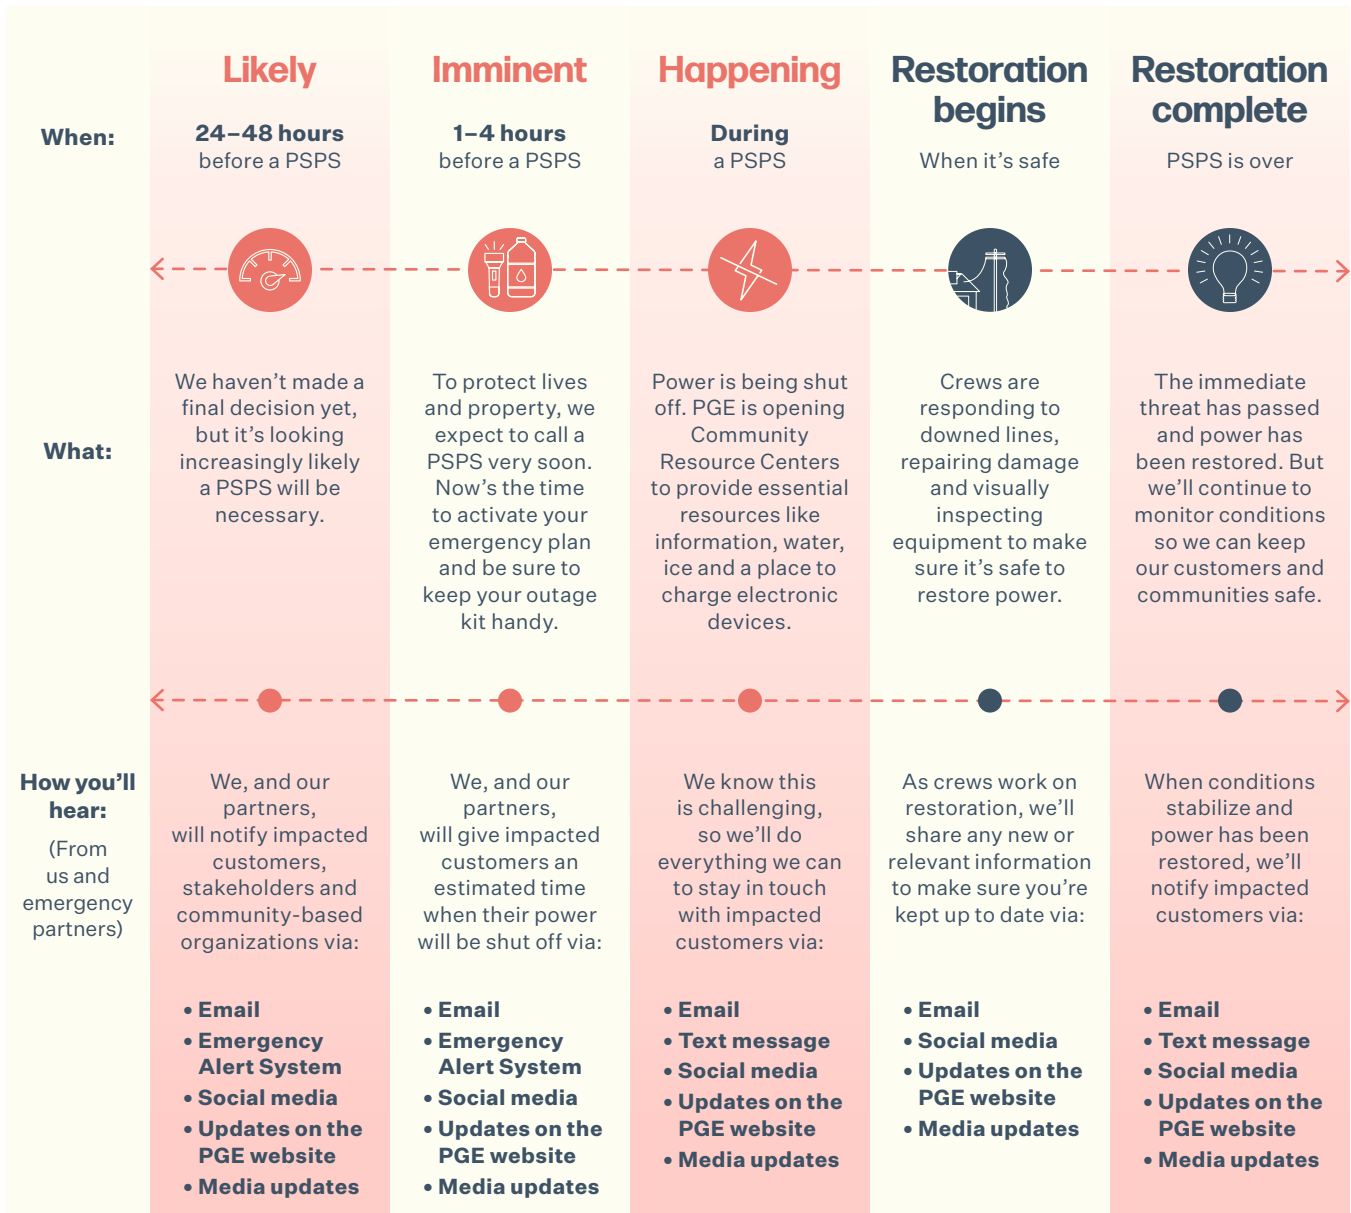 When:
Likely
24–48 hours
before a PSPS
Imminent
1–4 hours
before a PSPS
Happening
During
a PSPS
Restoration
begins
When it’s safe
Restoration
complete
PSPS is over
What:
We haven’t made a
final decision yet,
but it’s looking
increasingly likely
a PSPS will be
necessary.
To protect lives
and property, we
expect to call a
PSPS very soon.
Now’s the time
to activate your
emergency plan
and be sure to
keep your outage
kit handy.
Power is being shut
off. PGE is opening
Community
Resource Centers
to provide essential
resources like
information, water,
ice and a place to
charge electronic
devices.
Crews are
responding to
downed lines,
repairing damage
and visually
inspecting
equipment to make
sure it’s safe to
restore power.
The immediate
threat has passed
and power has
been restored. But
we’ll continue to
monitor conditions
so we can keep
our customers and
communities safe.
How you’ll
hear:
(From
us and
emergency
partners)
We, and our
partners,
will notify impacted
customers,
stakeholders and
community-based
organizations via:
• Email
• Emergency
Alert System
• Social media
• Updates on the
PGE website
• Media updates
We, and our
partners,
will give impacted
customers an
estimated time
when their power
will be shut off via:
• Email
• Emergency
Alert System
• Social media
• Updates on the
PGE website
• Media updates
We know this
is challenging,
so we’ll do
everything we can
to stay in touch
with impacted
customers via:
• Email
• Text message
• Social media
• Updates on the
PGE website
• Media updates
As crews work on
restoration, we’ll
share any new or
relevant information
to make sure you’re
kept up to date via:
• Email
• Social media
• Updates on the
PGE website
• Media updates
When conditions
stabilize and
power has been
restored, we’ll
notify impacted
customers via:
• Email
• Text message
• Social media
• Updates on the
PGE website
• Media updates